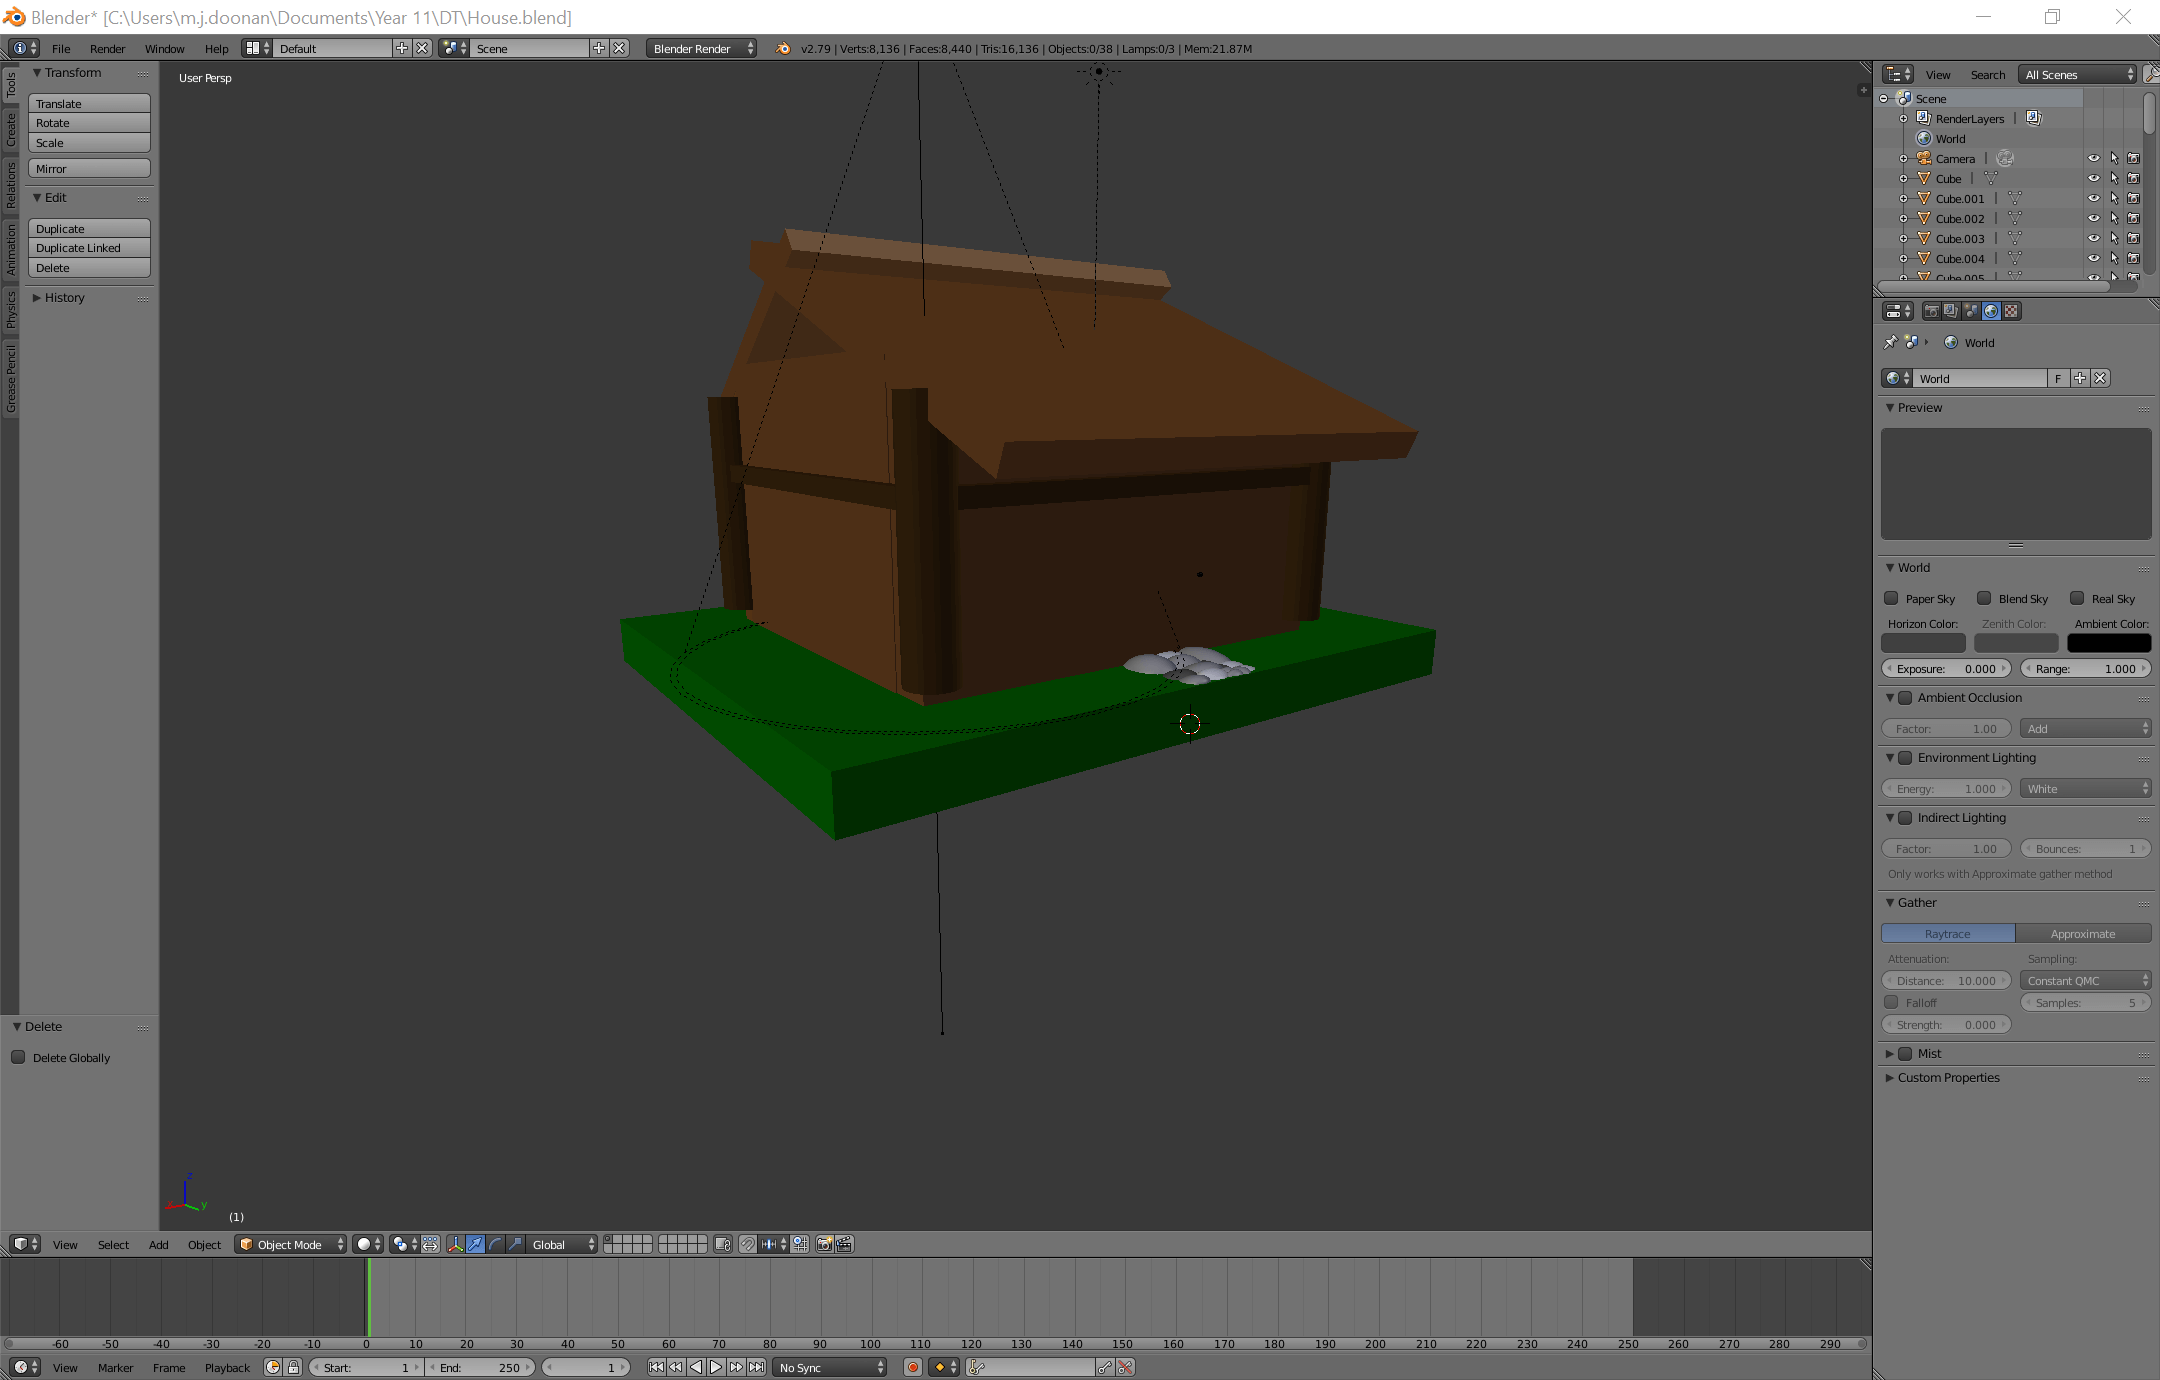 Blender* [C:\Users\m.j.doonan\Documents\Year 11\DT\House.blend]
File Render Window Help Default Scene Blender Render v2.79 | Verts:8,136 | Faces:8,440 | Tris:16,136 | Objects:0/38 | Lamps:0/3 | Mem:21.87M
Tools
Create
Relations
Animation
Physics
Grease Pencil
Transform
Translate
Rotate
Scale
Mirror
Edit
Duplicate
Duplicate Linked
Delete
History
Delete
Delete Globally
User Persp
z
x
y
(1)
View Search All Scenes
Scene
RenderLayers |
World
Camera |
Cube |
Cube.001 |
Cube.002 |
Cube.003 |
Cube.004 |
Cube.005
World
World F
Preview
World
Paper Sky Blend Sky Real Sky
Horizon Color: Zenith Color: Ambient Color:
Exposure: 0.000 Range: 1.000
Ambient Occlusion
Factor: 1.00 Add
Environment Lighting
Energy: 1.000 White
Indirect Lighting
Factor: 1.00 Bounces: 1
Only works with Approximate gather method
Gather
Raytrace Approximate
Attenuation: Sampling:
Distance: 10.000 Constant QMC
Falloff Samples: 5
Strength: 0.000
Mist
Custom Properties
View Select Add Object Object Mode Global
-60 -50 -40 -30 -20 -10 0 10 20 30 40 50 60 70 80 90 100 110 120 130 140 150 160 170 180 190 200 210 220 230 240 250 260 270 280 290
View Marker Frame Playback Start: 1 End: 250 1 No Sync